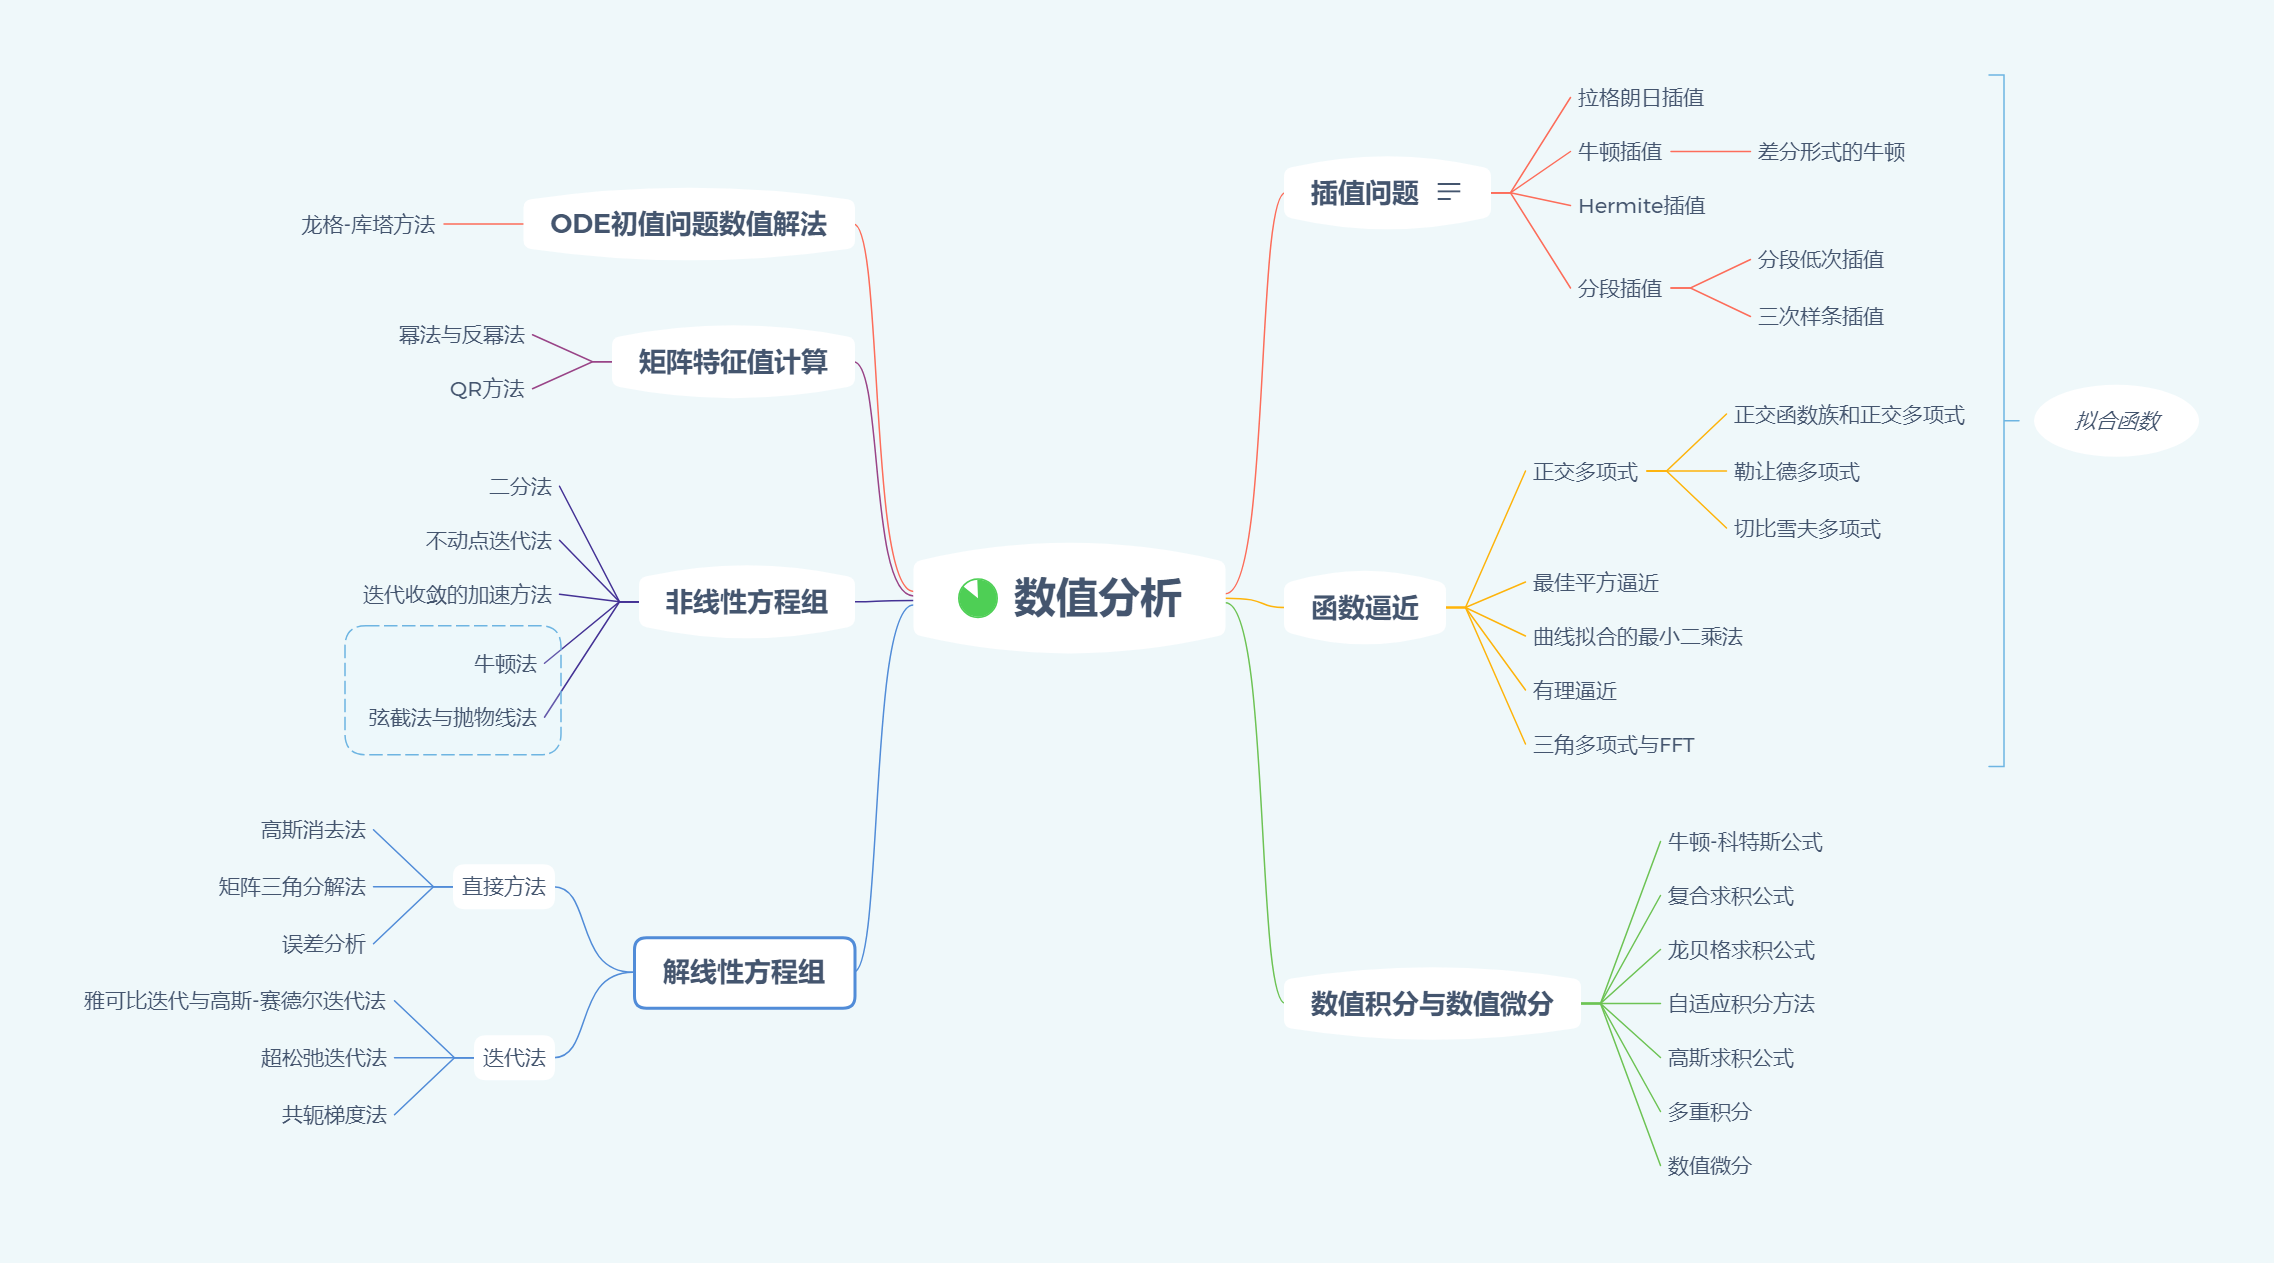 数值分析
插值问题
拉格朗日插值
牛顿插值
差分形式的牛顿
Hermite插值
分段插值
分段低次插值
三次样条插值
函数逼近
正交多项式
正交函数族和正交多项式
勒让德多项式
切比雪夫多项式
最佳平方逼近
曲线拟合的最小二乘法
有理逼近
三角多项式与FFT
拟合函数
数值积分与数值微分
牛顿-科特斯公式
复合求积公式
龙贝格求积公式
自适应积分方法
高斯求积公式
多重积分
数值微分
ODE初值问题数值解法
龙格-库塔方法
矩阵特征值计算
幂法与反幂法
QR方法
非线性方程组
二分法
不动点迭代法
迭代收敛的加速方法
牛顿法
弦截法与抛物线法
解线性方程组
直接方法
高斯消去法
矩阵三角分解法
误差分析
迭代法
雅可比迭代与高斯-赛德尔迭代法
超松弛迭代法
共轭梯度法